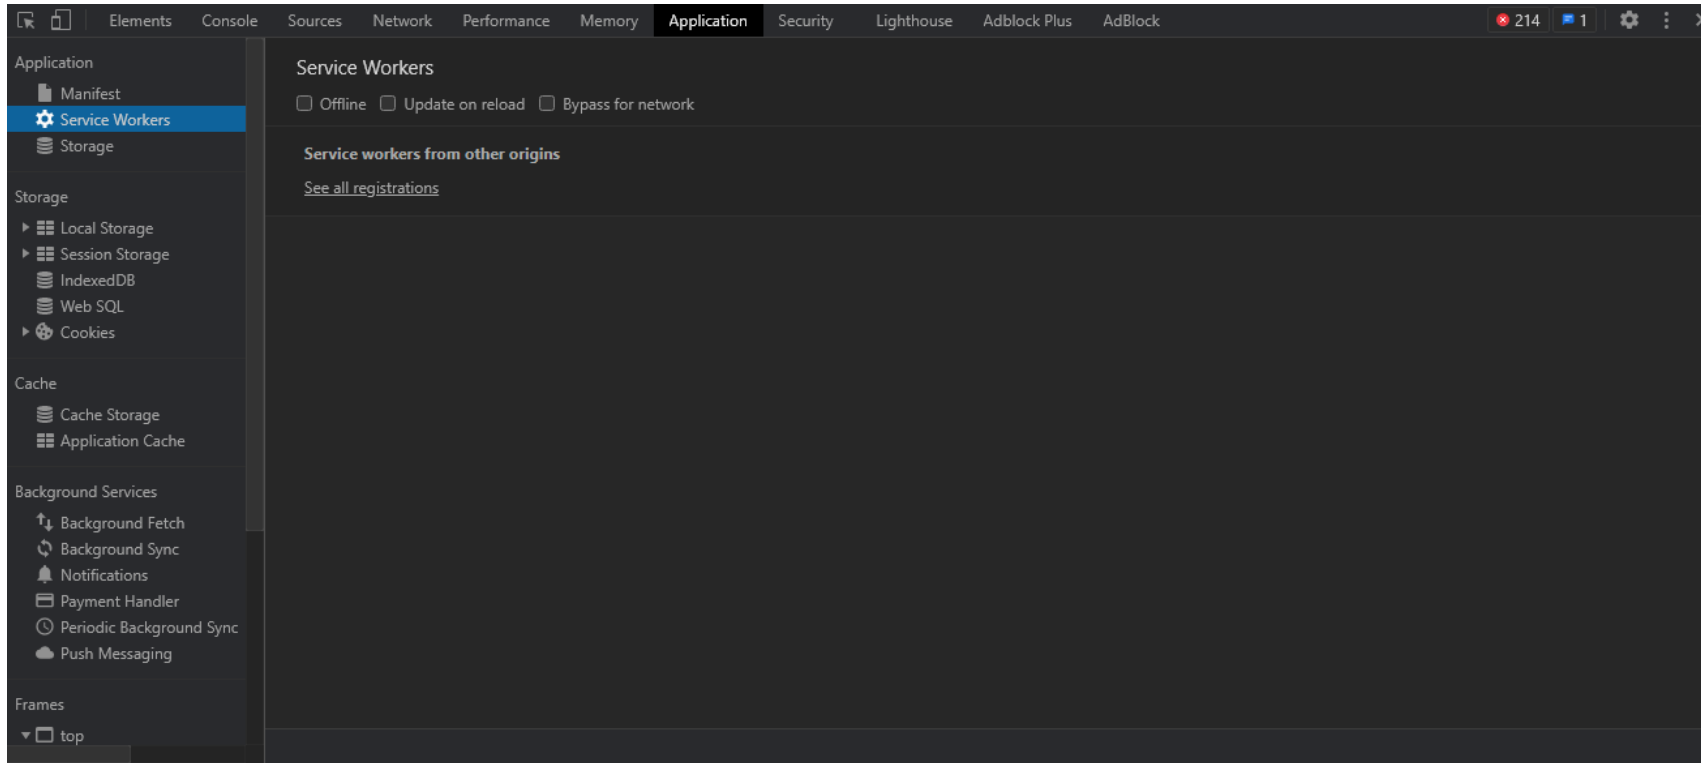 Elements Console Sources Network Performance Memory Application Security Lighthouse Adblock Plus AdBlock 214 1
Application
Manifest
Service Workers
Storage
Storage
Local Storage
Session Storage
IndexedDB
Web SQL
Cookies
Cache
Cache Storage
Application Cache
Background Services
Background Fetch
Background Sync
Notifications
Payment Handler
Periodic Background Sync
Push Messaging
Frames
top
Service Workers
Offline Update on reload Bypass for network
Service workers from other origins
See all registrations